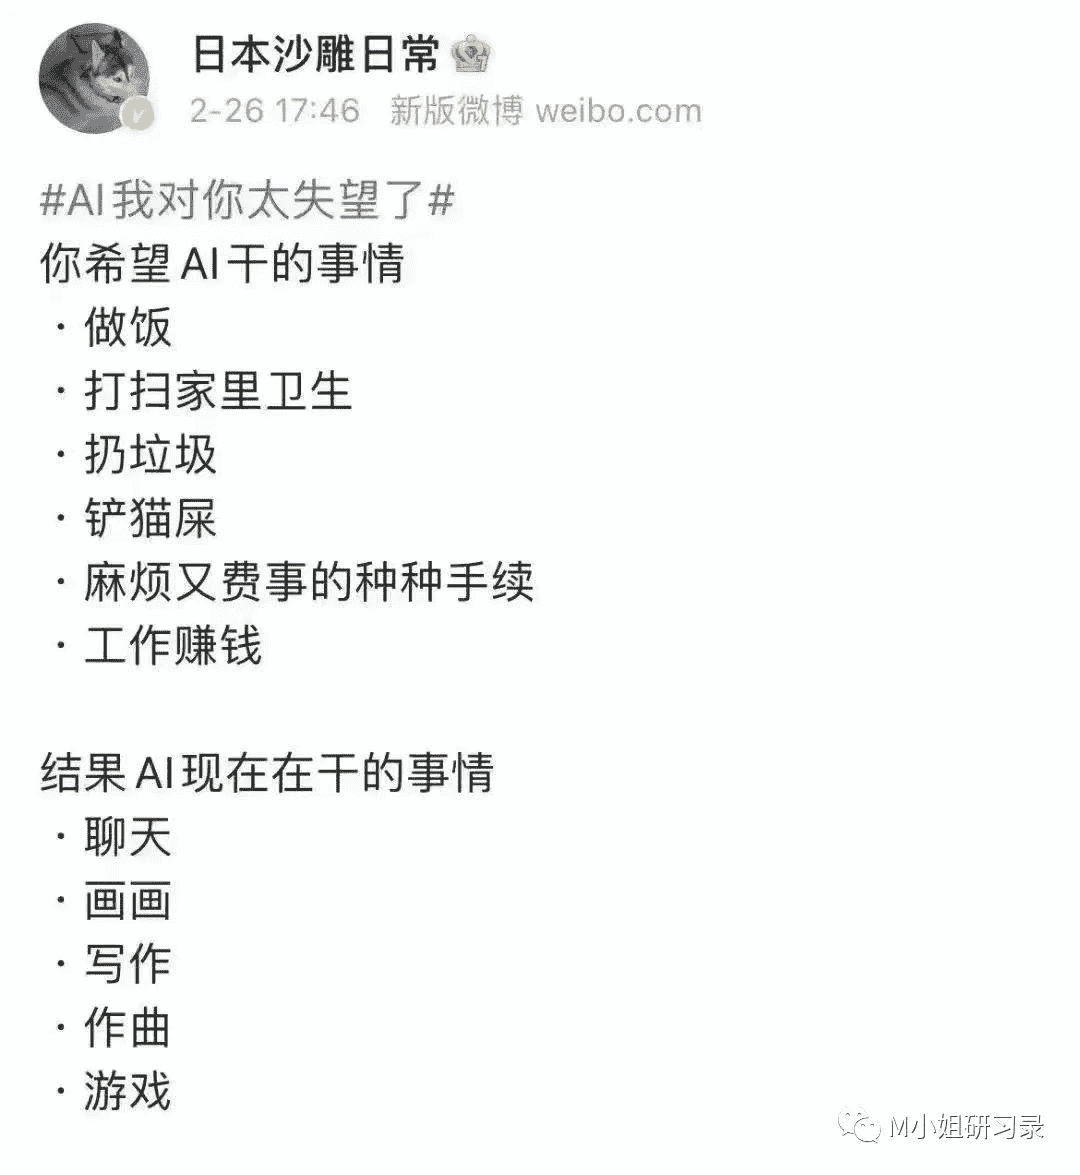 日本沙雕日常
2-26 17:46 新版微博 weibo.com
#AI我对你太失望了#
你希望AI干的事情
· 做饭
· 打扫家里卫生
· 扔垃圾
· 铲猫屎
· 麻烦又费事的种种手续
· 工作赚钱
结果AI现在在干的事情
· 聊天
· 画画
· 写作
· 作曲
· 游戏
M小姐研习录